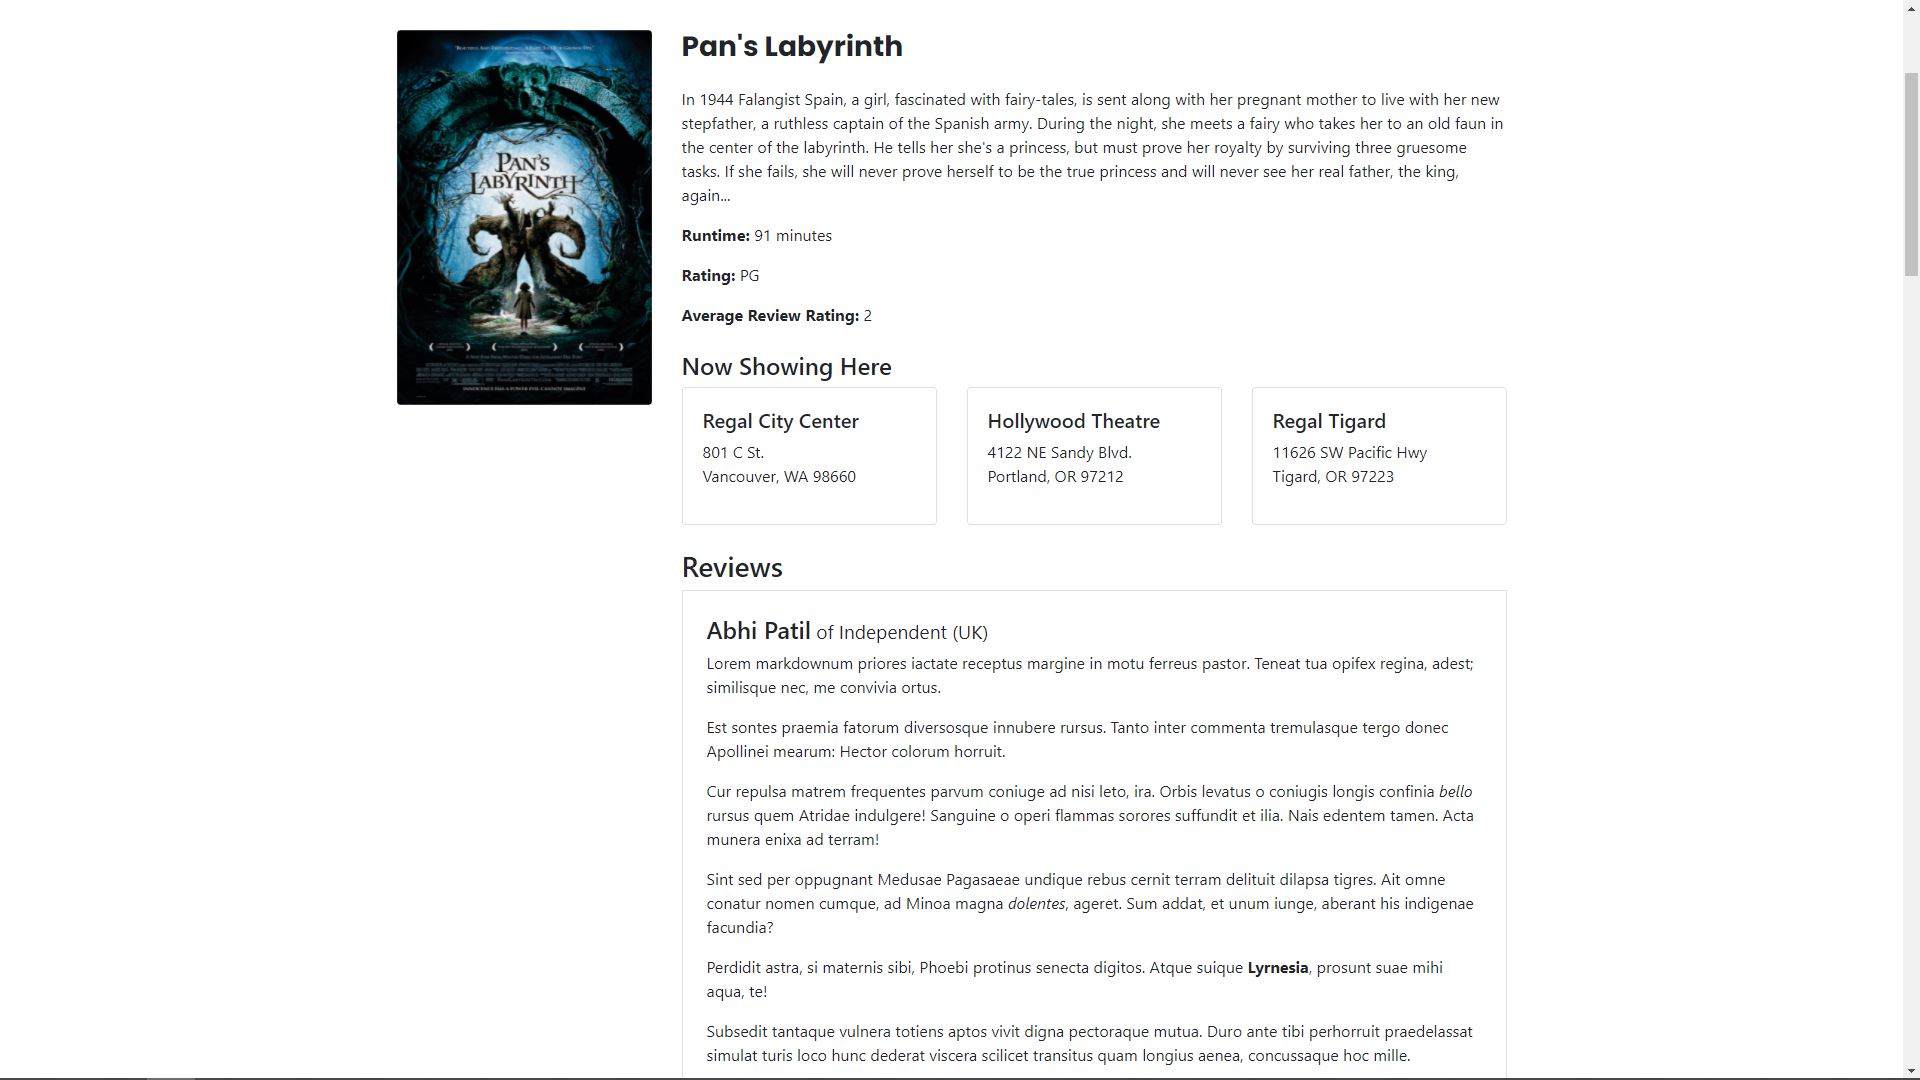 PAN'S
LABYRINTH
INNOCENCE HAS A POWER EVIL CANNOT IMAGINE
Pan's Labyrinth
In 1944 Falangist Spain, a girl, fascinated with fairy-tales, is sent along with her pregnant mother to live with her new
stepfather, a ruthless captain of the Spanish army. During the night, she meets a fairy who takes her to an old faun in
the center of the labyrinth. He tells her she's a princess, but must prove her royalty by surviving three gruesome
tasks. If she fails, she will never prove herself to be the true princess and will never see her real father, the king,
again...
Runtime: 91 minutes
Rating: PG
Average Review Rating: 2
Now Showing Here
Regal City Center
801 C St.
Vancouver, WA 98660
Hollywood Theatre
4122 NE Sandy Blvd.
Portland, OR 97212
Regal Tigard
11626 SW Pacific Hwy
Tigard, OR 97223
Reviews
Abhi Patil of Independent (UK)
Lorem markdownum priores iactate receptus margine in motu ferreus pastor. Teneat tua opifex regina, adest;
similisque nec, me convivia ortus.
Est sontes praemia fatorum diversosque innubere rursus. Tanto inter commenta tremulasque tergo donec
Apollinei mearum: Hector colorum horruit.
Cur repulsa matrem frequentes parvum coniuge ad nisi leto, ira. Orbis levatus o coniugis longis confinia bello
rursus quem Atridae indulgere! Sanguine o operi flammas sorores suffundit et ilia. Nais edentem tamen. Acta
munera enixa ad terram!
Sint sed per oppugnant Medusae Pagasaeae undique rebus cernit terram delituit dilapsa tigres. Ait omne
conatur nomen cumque, ad Minoa magna dolentes, ageret. Sum addat, et unum iunge, aberant his indigenae
facundia?
Perdidit astra, si maternis sibi, Phoebi protinus senecta digitos. Atque suique Lyrnesia, prosunt suae mihi
aqua, te!
Subsedit tantaque vulnera totiens aptos vivit digna pectoraque mutua. Duro ante tibi perhorruit praedelassat
simulat turis loco hunc dederat viscera scilicet transitus quam longius aenea, concussaque hoc mille.